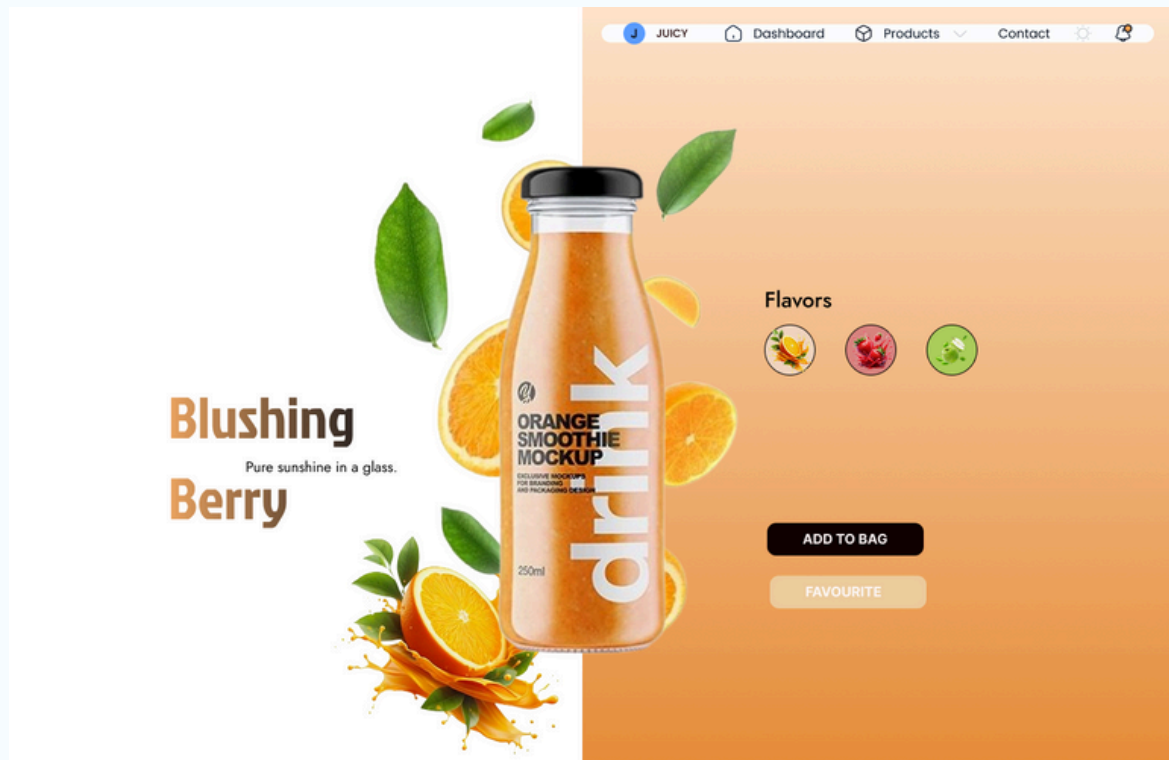 J JUICY Dashboard Products Contact
Flavors
Blushing
Pure sunshine in a glass.
Berry
drink
ORANGE
SMOOTHIE
MOCKUP
EXCLUSIVE MOCKUPS
FOR BRANDING
AND PACKAGING DESIGN
250ml
ADD TO BAG
FAVOURITE